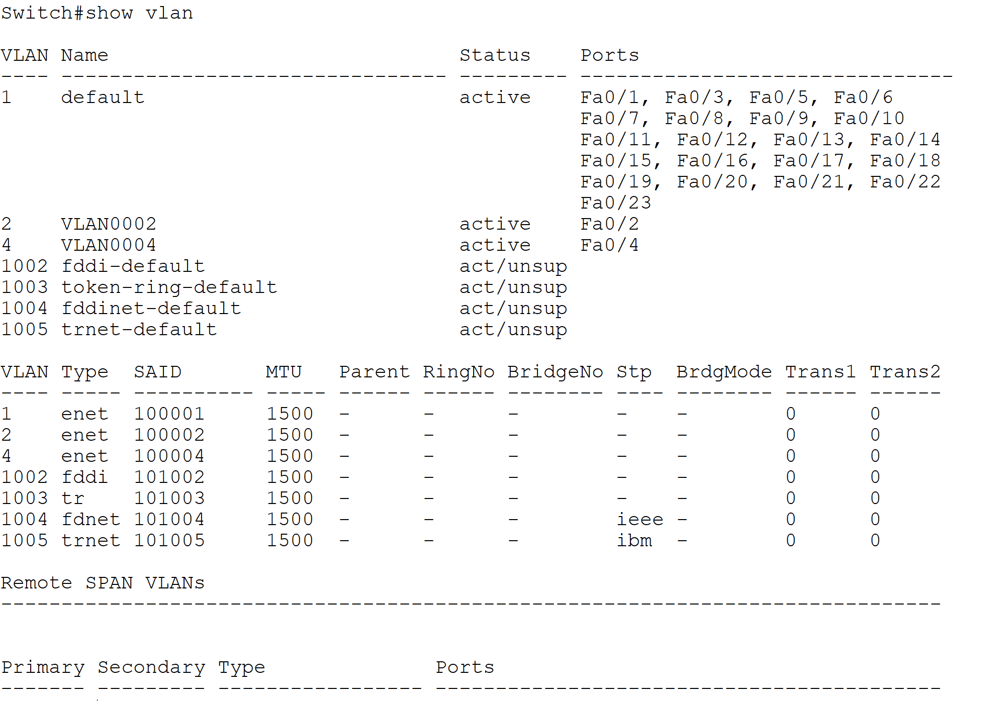 Switch#show vlan

VLAN Name                             Status    Ports
---- -------------------------------- --------- -------------------------------
1    default                          active    Fa0/1, Fa0/3, Fa0/5, Fa0/6
                                                Fa0/7, Fa0/8, Fa0/9, Fa0/10
                                                Fa0/11, Fa0/12, Fa0/13, Fa0/14
                                                Fa0/15, Fa0/16, Fa0/17, Fa0/18
                                                Fa0/19, Fa0/20, Fa0/21, Fa0/22
                                                Fa0/23
2    VLAN0002                         active    Fa0/2
4    VLAN0004                         active    Fa0/4
1002 fddi-default                     act/unsup
1003 token-ring-default               act/unsup
1004 fddinet-default                  act/unsup
1005 trnet-default                    act/unsup

VLAN Type  SAID       MTU   Parent RingNo BridgeNo Stp  BrdgMode Trans1 Trans2
---- ----- ---------- ----- ------ ------ -------- ---- -------- ------ ------
1    enet  100001     1500  -      -      -        -    -        0      0
2    enet  100002     1500  -      -      -        -    -        0      0
4    enet  100004     1500  -      -      -        -    -        0      0
1002 fddi  101002     1500  -      -      -        -    -        0      0
1003 tr    101003     1500  -      -      -        -    -        0      0
1004 fdnet 101004     1500  -      -      -        ieee -        0      0
1005 trnet 101005     1500  -      -      -        ibm  -        0      0

Remote SPAN VLANs
------------------------------------------------------------------------------

Primary Secondary Type              Ports
------- --------- ----------------- ------------------------------------------